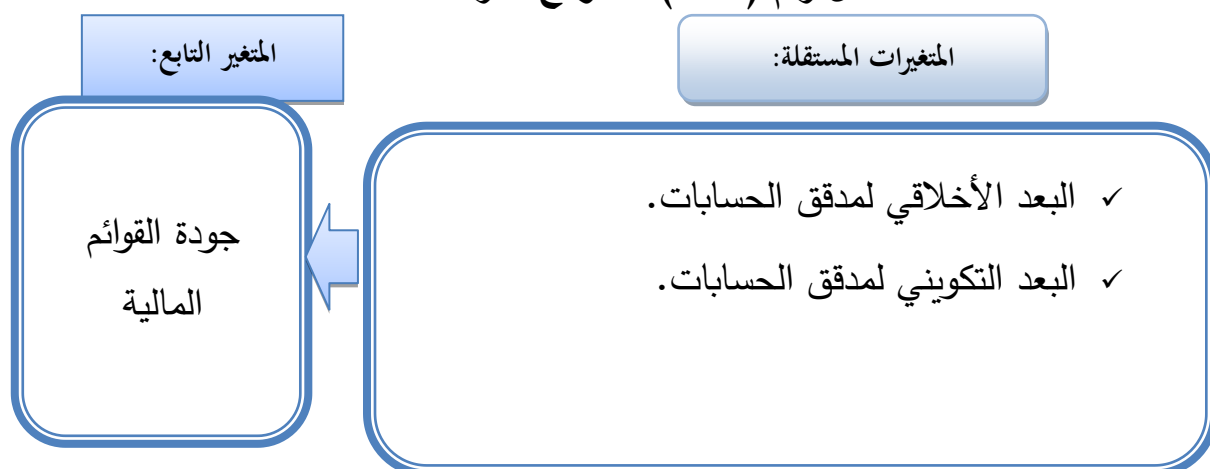 المتغيرات المستقلة:
المتغير التابع:
✓ البعد الأخلاقي لمدقق الحسابات.
✓ البعد التكويني لمدقق الحسابات.
جودة القوائم
المالية